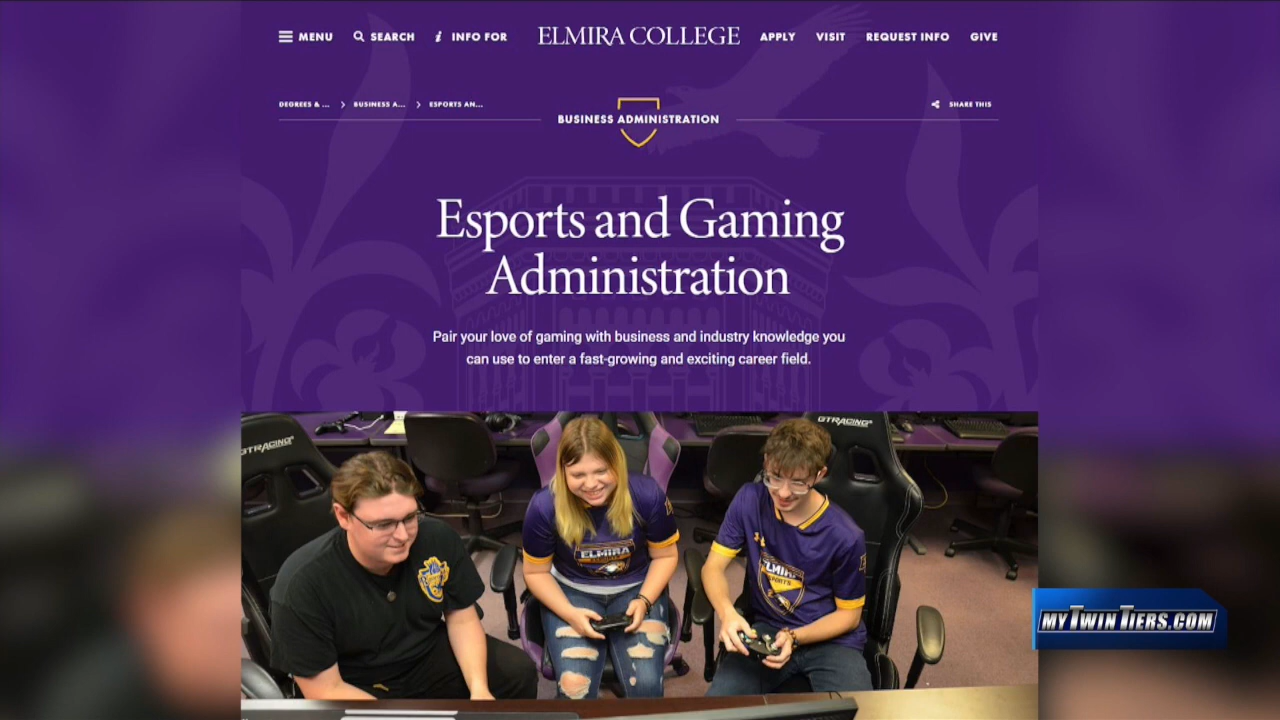 MENU SEARCH i INFO FOR ELMIRA COLLEGE APPLY VISIT REQUEST INFO GIVE
DEGREES & ... BUSINESS A... ESPORTS AN... SHARE THIS
BUSINESS ADMINISTRATION
Esports and Gaming
Administration
Pair your love of gaming with business and industry knowledge you
can use to enter a fast-growing and exciting career field.
GTRACING
GTRACING
ELMIRA
ELMIRA
ESPORTS
MYTWINTIERS.COM